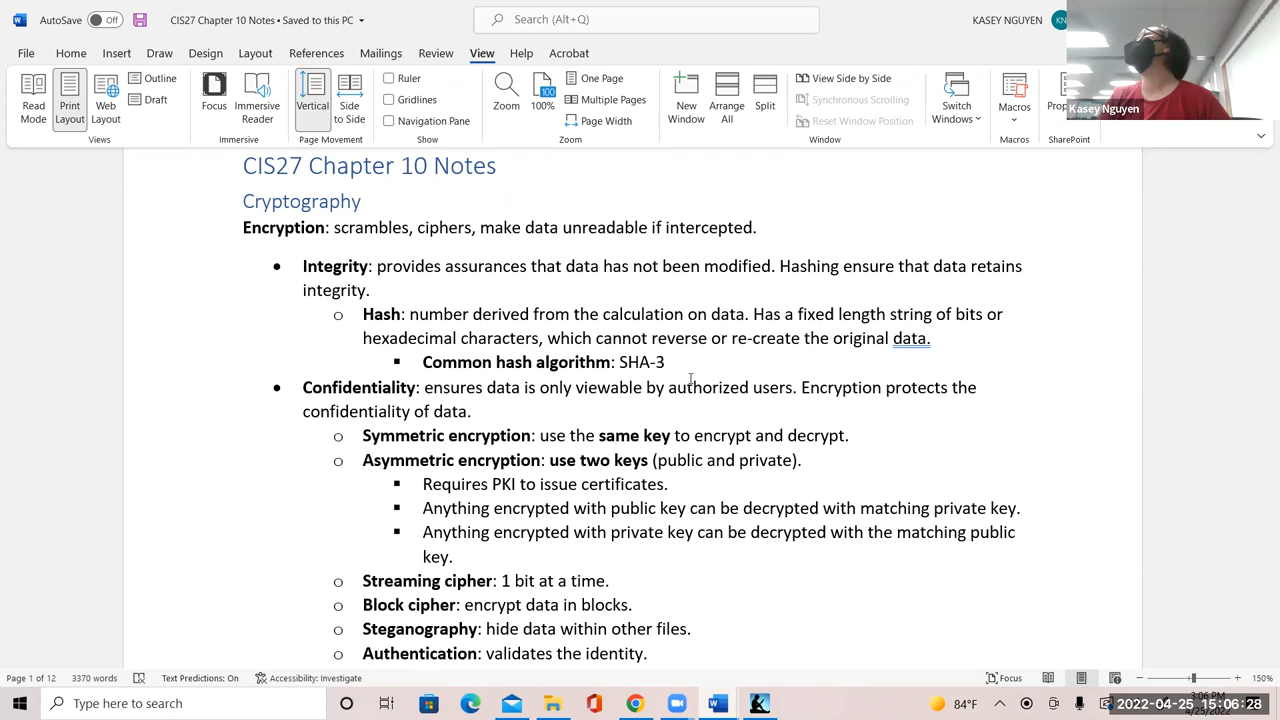 AutoSave Off CIS27 Chapter 10 Notes • Saved to this PC Search (Alt+Q) KASEY NGUYEN KN
File Home Insert Draw Design Layout References Mailings Review View Help Acrobat
Read Mode Print Layout Web Layout Outline Draft Views
Focus Immersive Reader Immersive
Vertical Side to Side Page Movement
Ruler Gridlines Navigation Pane Show
Zoom 100 100% One Page Multiple Pages Page Width Zoom
New Window Arrange All Split View Side by Side Synchronous Scrolling Reset Window Position Switch Windows Window
Macros Macros
SharePoint
Kasey Nguyen
CIS27 Chapter 10 Notes
Cryptography
Encryption: scrambles, ciphers, make data unreadable if intercepted.
• Integrity: provides assurances that data has not been modified. Hashing ensure that data retains
integrity.
o Hash: number derived from the calculation on data. Has a fixed length string of bits or
hexadecimal characters, which cannot reverse or re-create the original data.
▪ Common hash algorithm: SHA-3
• Confidentiality: ensures data is only viewable by authorized users. Encryption protects the
confidentiality of data.
o Symmetric encryption: use the same key to encrypt and decrypt.
o Asymmetric encryption: use two keys (public and private).
▪ Requires PKI to issue certificates.
▪ Anything encrypted with public key can be decrypted with matching private key.
▪ Anything encrypted with private key can be decrypted with the matching public
key.
o Streaming cipher: 1 bit at a time.
o Block cipher: encrypt data in blocks.
o Steganography: hide data within other files.
o Authentication: validates the identity.
Page 1 of 12 3370 words Text Predictions: On Accessibility: Investigate Focus 150%
Type here to search 84°F 3:06 PM
2022-04-25 15:06:28